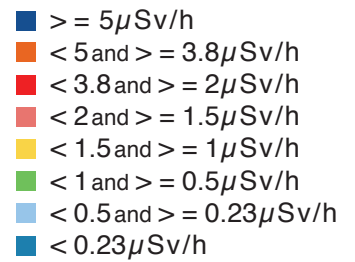 > = 5μSv/h
< 5 and > = 3.8μSv/h
< 3.8 and > = 2μSv/h
< 2 and > = 1.5μSv/h
< 1.5 and > = 1μSv/h
< 1 and > = 0.5μSv/h
< 0.5 and > = 0.23μSv/h
< 0.23μSv/h